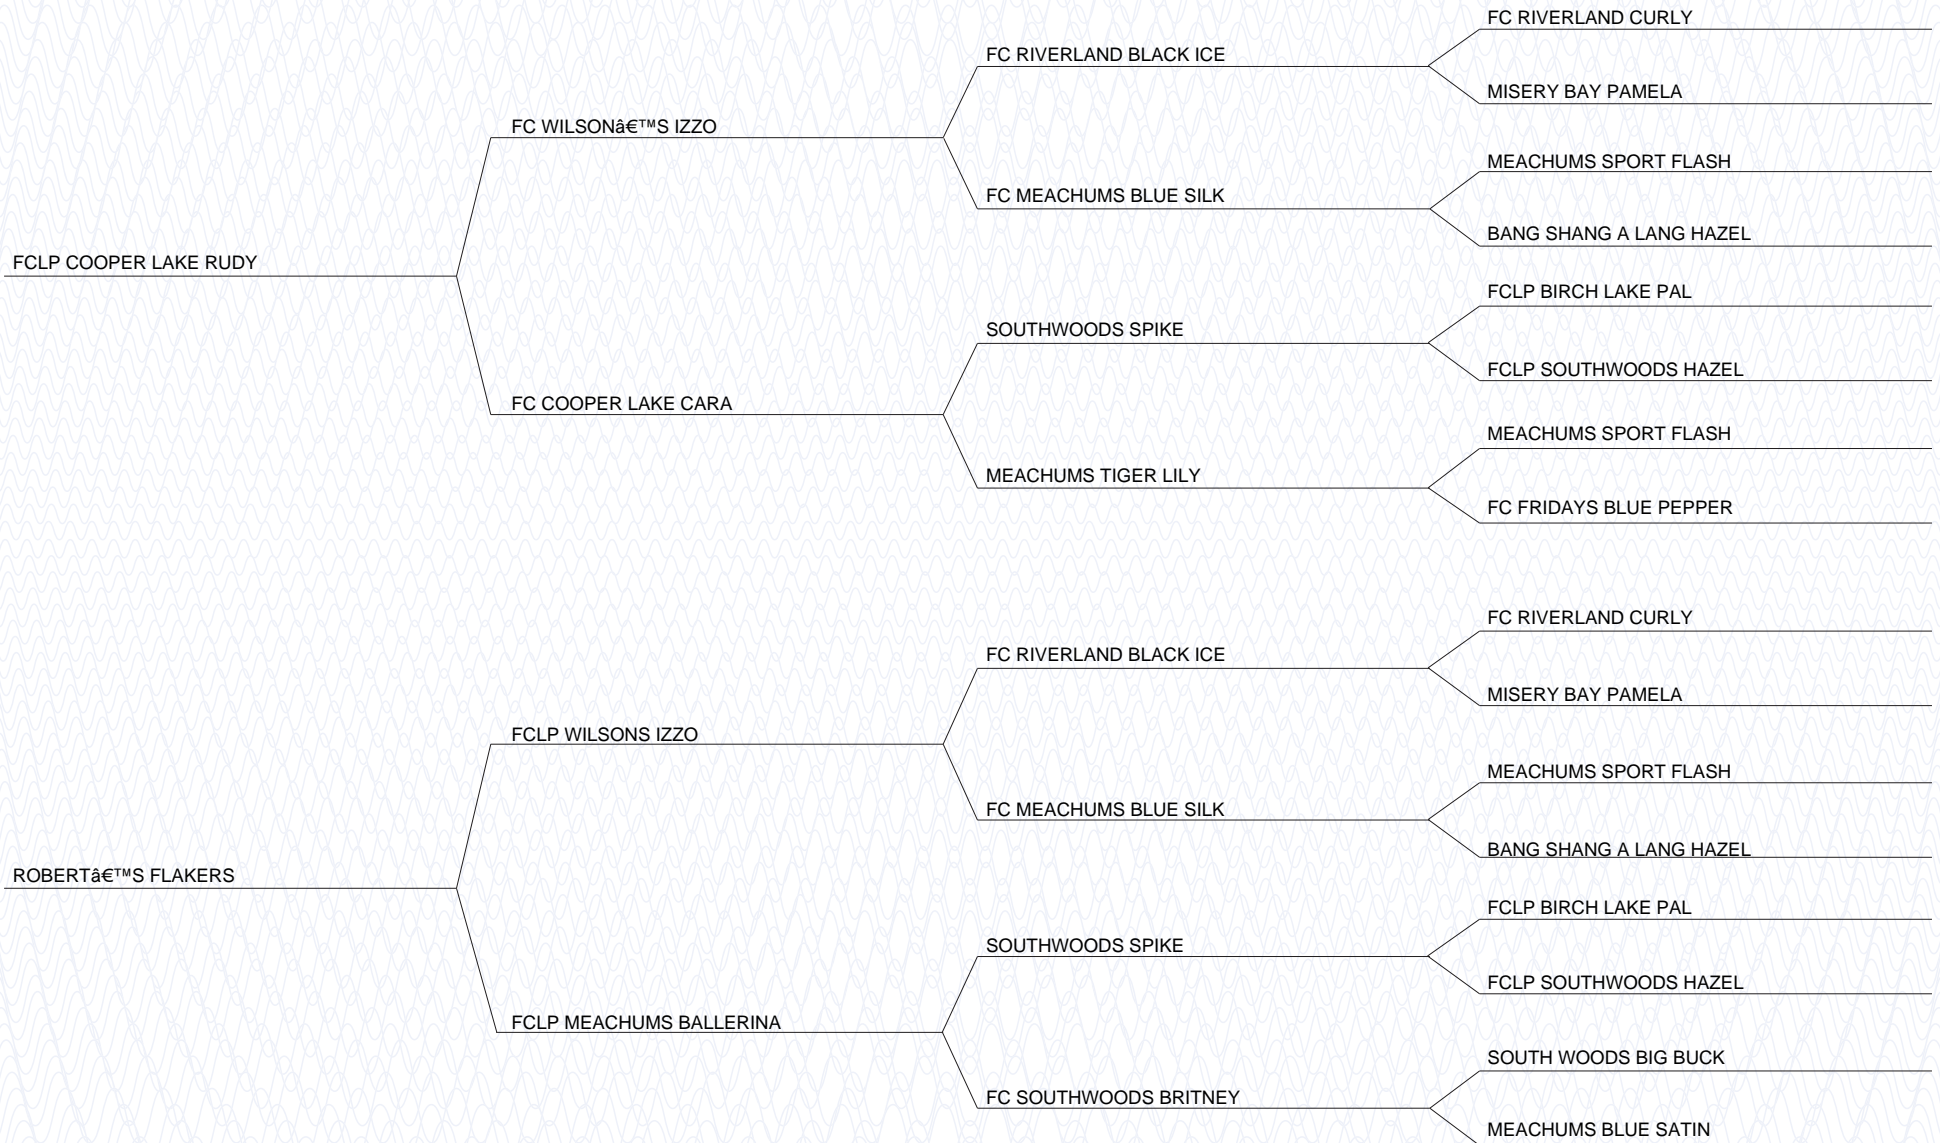 FC RIVERLAND CURLY
FC RIVERLAND BLACK ICE
MISERY BAY PAMELA
FC WILSONâ€™S IZZO
MEACHUMS SPORT FLASH
FC MEACHUMS BLUE SILK
BANG SHANG A LANG HAZEL
FCLP COOPER LAKE RUDY
FCLP BIRCH LAKE PAL
SOUTHWOODS SPIKE
FCLP SOUTHWOODS HAZEL
FC COOPER LAKE CARA
MEACHUMS SPORT FLASH
MEACHUMS TIGER LILY
FC FRIDAYS BLUE PEPPER
FC RIVERLAND CURLY
FC RIVERLAND BLACK ICE
MISERY BAY PAMELA
FCLP WILSONS IZZO
MEACHUMS SPORT FLASH
FC MEACHUMS BLUE SILK
BANG SHANG A LANG HAZEL
ROBERTâ€™S FLAKERS
FCLP BIRCH LAKE PAL
SOUTHWOODS SPIKE
FCLP SOUTHWOODS HAZEL
FCLP MEACHUMS BALLERINA
SOUTH WOODS BIG BUCK
FC SOUTHWOODS BRITNEY
MEACHUMS BLUE SATIN